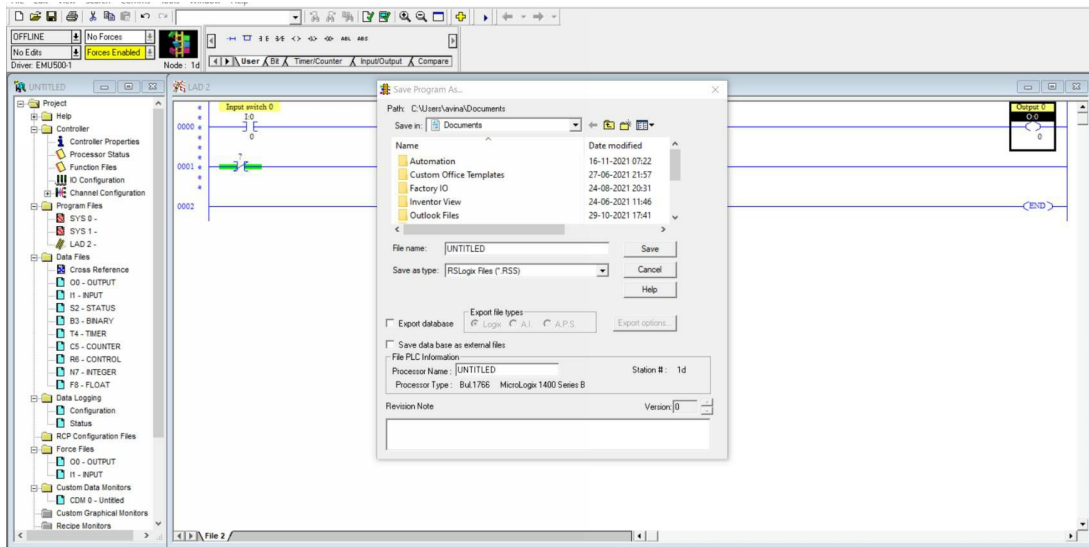 OFFLINE
No Forces
No Edits
Forces Enabled
Driver: EMU500-1
Node : 1d
ABL ABS
User
Bit
Timer/Counter
Input/Output
Compare
UNTITLED
Project
Help
Controller
Controller Properties
Processor Status
Function Files
IO Configuration
Channel Configuration
Program Files
SYS 0 -
SYS 1 -
LAD 2 -
Data Files
Cross Reference
O0 - OUTPUT
I1 - INPUT
S2 - STATUS
B3 - BINARY
T4 - TIMER
C5 - COUNTER
R6 - CONTROL
N7 - INTEGER
F8 - FLOAT
Data Logging
Configuration
Status
RCP Configuration Files
Force Files
O0 - OUTPUT
I1 - INPUT
Custom Data Monitors
CDM 0 - Untitled
Custom Graphical Monitors
Recipe Monitors
LAD 2
Input switch 0
I:0
0000
0
?
0001
0002
Output 0
O:0
0
END
File 2
Save Program As...
Path: C:\Users\avina\Documents
Save in: Documents
Name Date modified
Automation 16-11-2021 07:22
Custom Office Templates 27-06-2021 21:57
Factory IO 24-08-2021 20:31
Inventor View 24-06-2021 11:46
Outlook Files 29-10-2021 17:41
File name: UNTITLED Save
Save as type: RSLogix Files (*.RSS) Cancel
Help
Export file types
Export database Logix A.I. A.P.S. Export options...
Save data base as external files
File PLC Information
Processor Name : UNTITLED Station # : 1d
Processor Type : Bul.1766 MicroLogix 1400 Series B
Revision Note Version: 0